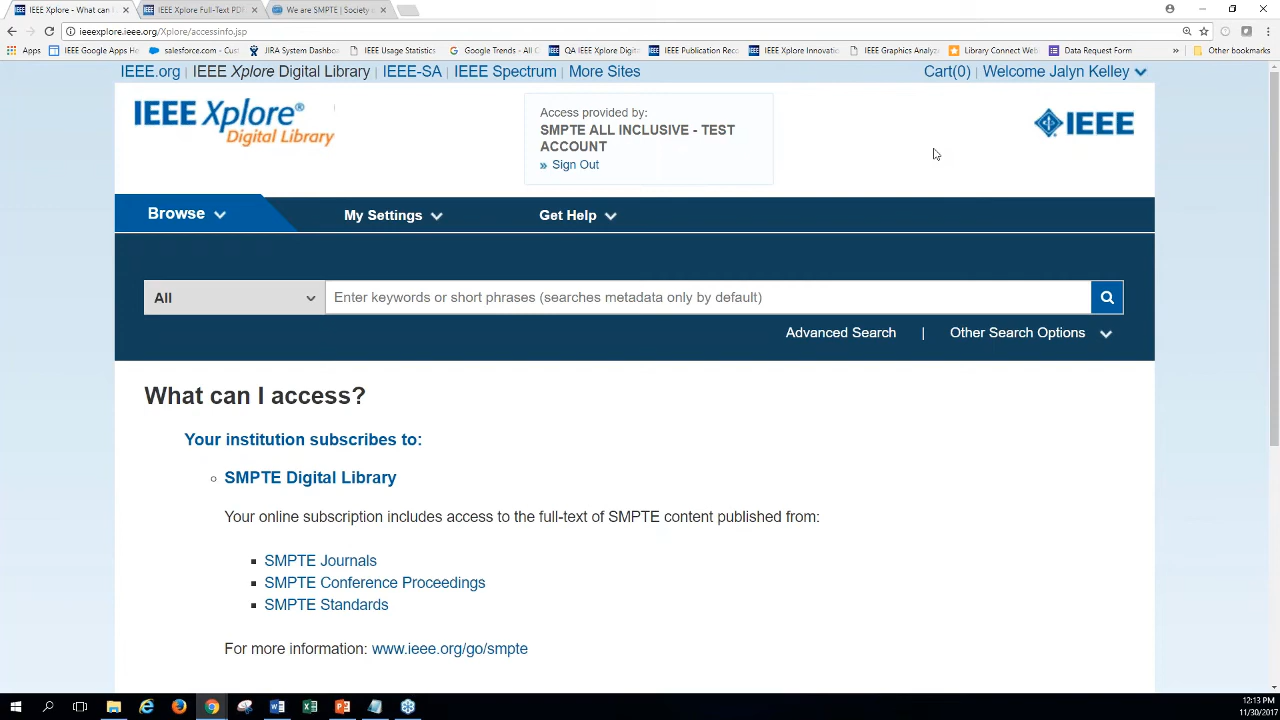 IEEE Xplore - What can I
IEEE Xplore Full-Text PDF
We are SMPTE | Society o
ieeexplore.ieee.org/Xplore/accessinfo.jsp
Apps
IEEE Google Apps H
salesforce.com - Cust
JIRA System Dashbo
IEEE Usage Statistics
Google Trends - All C
QA IEEE Xplore Digit
IEEE Publication Rec
IEEE Xplore Innovati
IEEE Graphics Analyz
Library Connect Web
Data Request Form
»
Other bookmarks
IEEE.org | IEEE Xplore Digital Library | IEEE-SA | IEEE Spectrum | More Sites
Cart(0) | Welcome Jalyn Kelley
IEEE Xplore®
Digital Library
Access provided by:
SMPTE ALL INCLUSIVE - TEST
ACCOUNT
» Sign Out
IEEE
Browse
My Settings
Get Help
All
Enter keywords or short phrases (searches metadata only by default)
Advanced Search | Other Search Options
What can I access?
Your institution subscribes to:
SMPTE Digital Library
Your online subscription includes access to the full-text of SMPTE content published from:
SMPTE Journals
SMPTE Conference Proceedings
SMPTE Standards
For more information: www.ieee.org/go/smpte
12:13 PM
11/30/2017